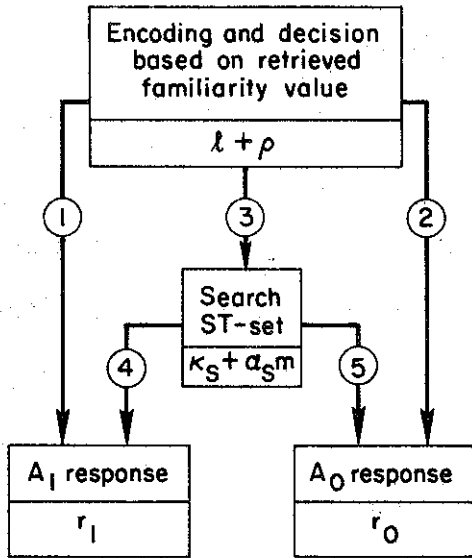 Encoding and decision
based on retrieved
familiarity value
ℓ + ρ
1
3
2
Search
ST-set
κS + αSm
4
5
A1 response
r1
A0 response
r0